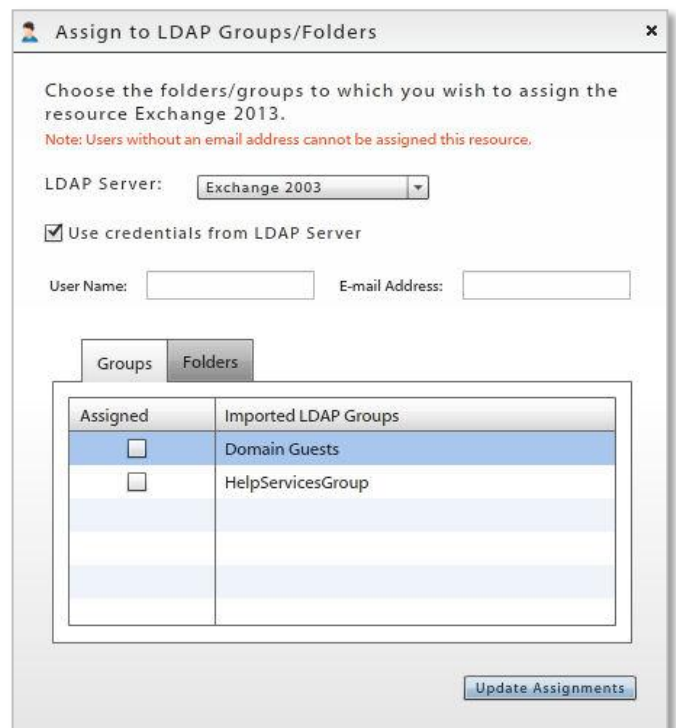 Assign to LDAP Groups/Folders
Choose the folders/groups to which you wish to assign the
resource Exchange 2013.
Note: Users without an email address cannot be assigned this resource.
LDAP Server: Exchange 2003
Use credentials from LDAP Server
User Name: E-mail Address:
Groups Folders
Assigned Imported LDAP Groups
Domain Guests
HelpServicesGroup
Update Assignments